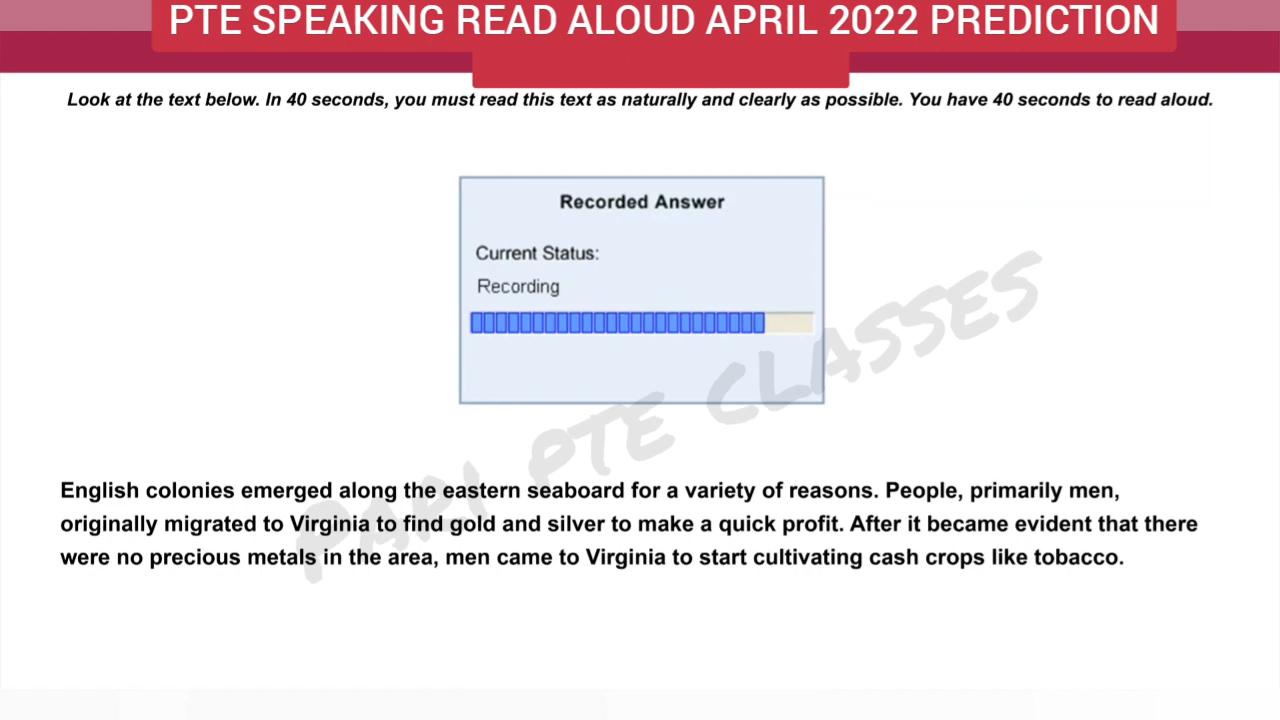 PTE SPEAKING READ ALOUD APRIL 2022 PREDICTION
Look at the text below. In 40 seconds, you must read this text as naturally and clearly as possible. You have 40 seconds to read aloud.
Recorded Answer
Current Status:
Recording
PAPI PTE CLASSES
English colonies emerged along the eastern seaboard for a variety of reasons. People, primarily men,
originally migrated to Virginia to find gold and silver to make a quick profit. After it became evident that there
were no precious metals in the area, men came to Virginia to start cultivating cash crops like tobacco.